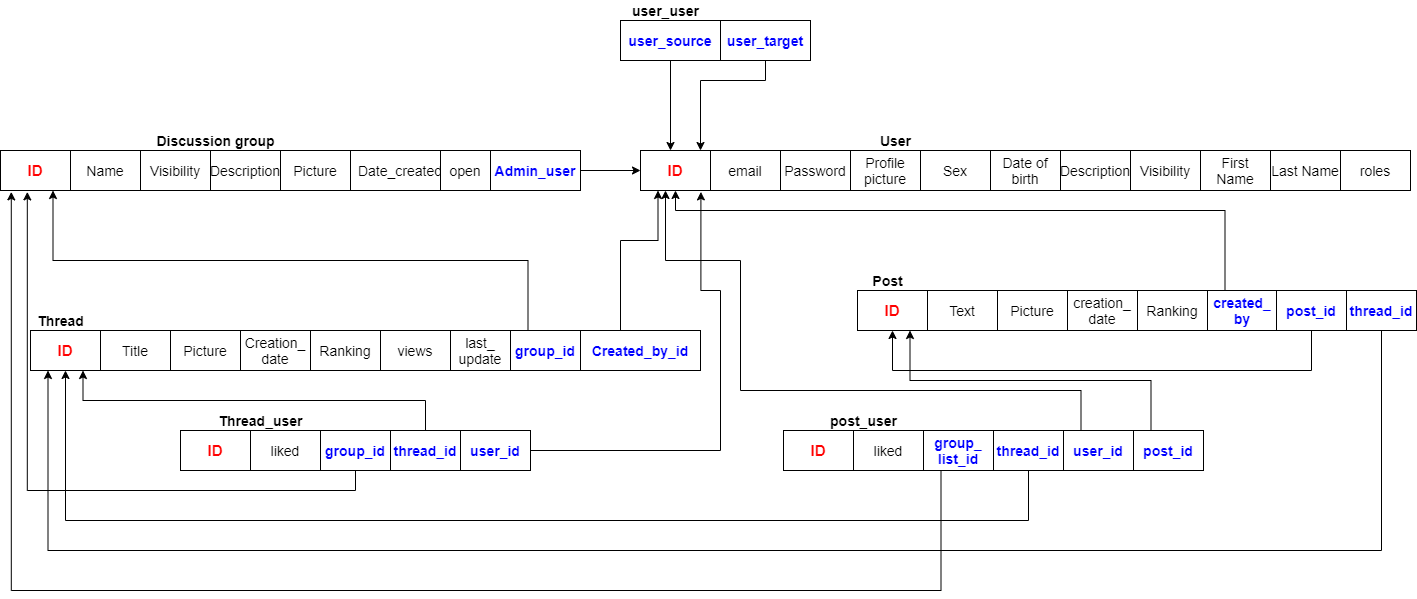 user_user
user_source user_target
Discussion group
ID Name Visibility Description Picture Date_created open Admin_user
User
ID email Password Profile picture Sex Date of birth Description Visibility First Name Last Name roles
Post
ID Text Picture creation_ date Ranking created_ by post_id thread_id
Thread
ID Title Picture Creation_ date Ranking views last_ update group_id Created_by_id
Thread_user
ID liked group_id thread_id user_id
post_user
ID liked group_ list_id thread_id user_id post_id